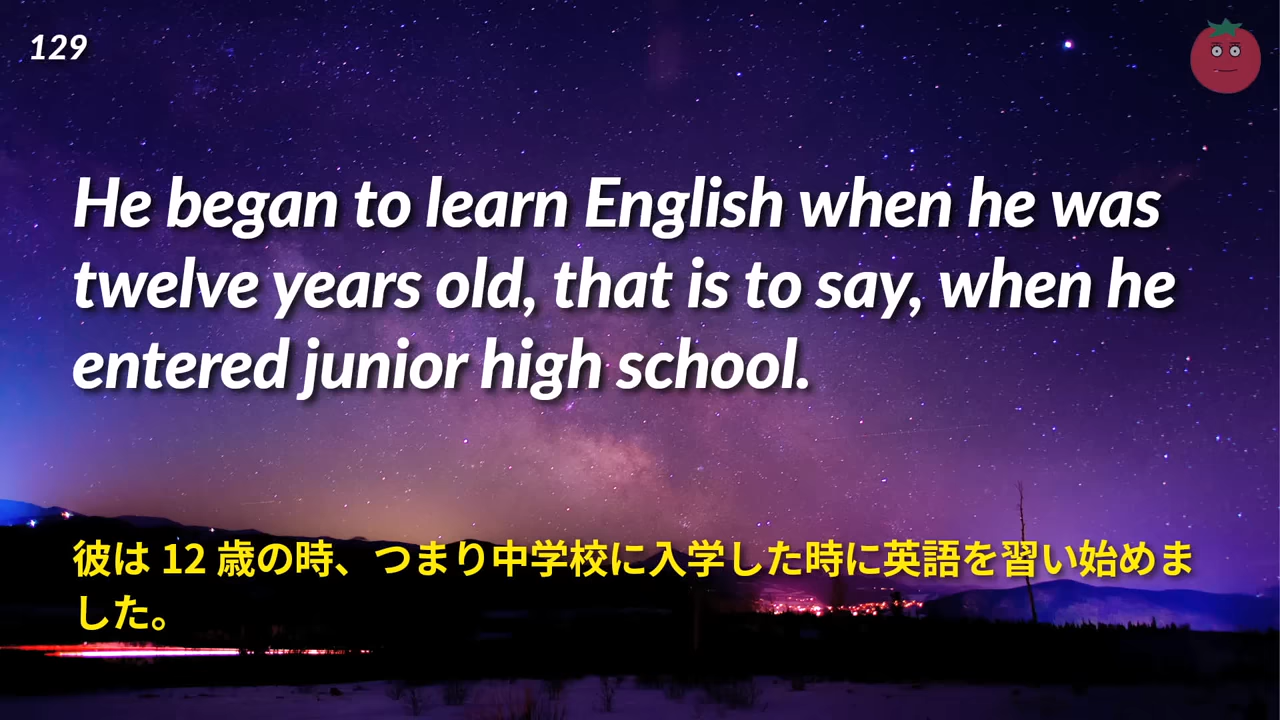 129
He began to learn English when he was
twelve years old, that is to say, when he
entered junior high school.
彼は 12 歳の時、つまり中学校に入学した時に英語を習い始めま
した。